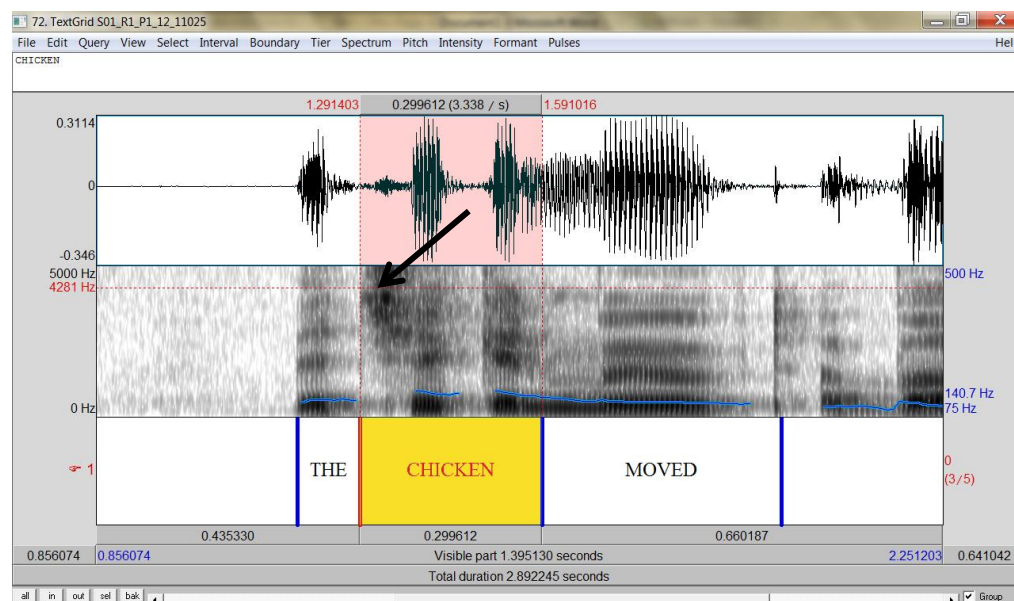 72. TextGrid S01_R1_P1_12_11025
File Edit Query View Select Interval Boundary Tier Spectrum Pitch Intensity Formant Pulses Hel
CHICKEN
1.291403 0.299612 (3.338 / s) 1.591016
0.3114
0
-0.346
5000 Hz 500 Hz
4281 Hz
140.7 Hz
0 Hz 75 Hz
☞ 1 THE CHICKEN MOVED 0
(3/5)
0.435330 0.299612 0.660187
0.856074 0.856074 Visible part 1.395130 seconds 2.251203 0.641042
Total duration 2.892245 seconds
all in out sel bak Group